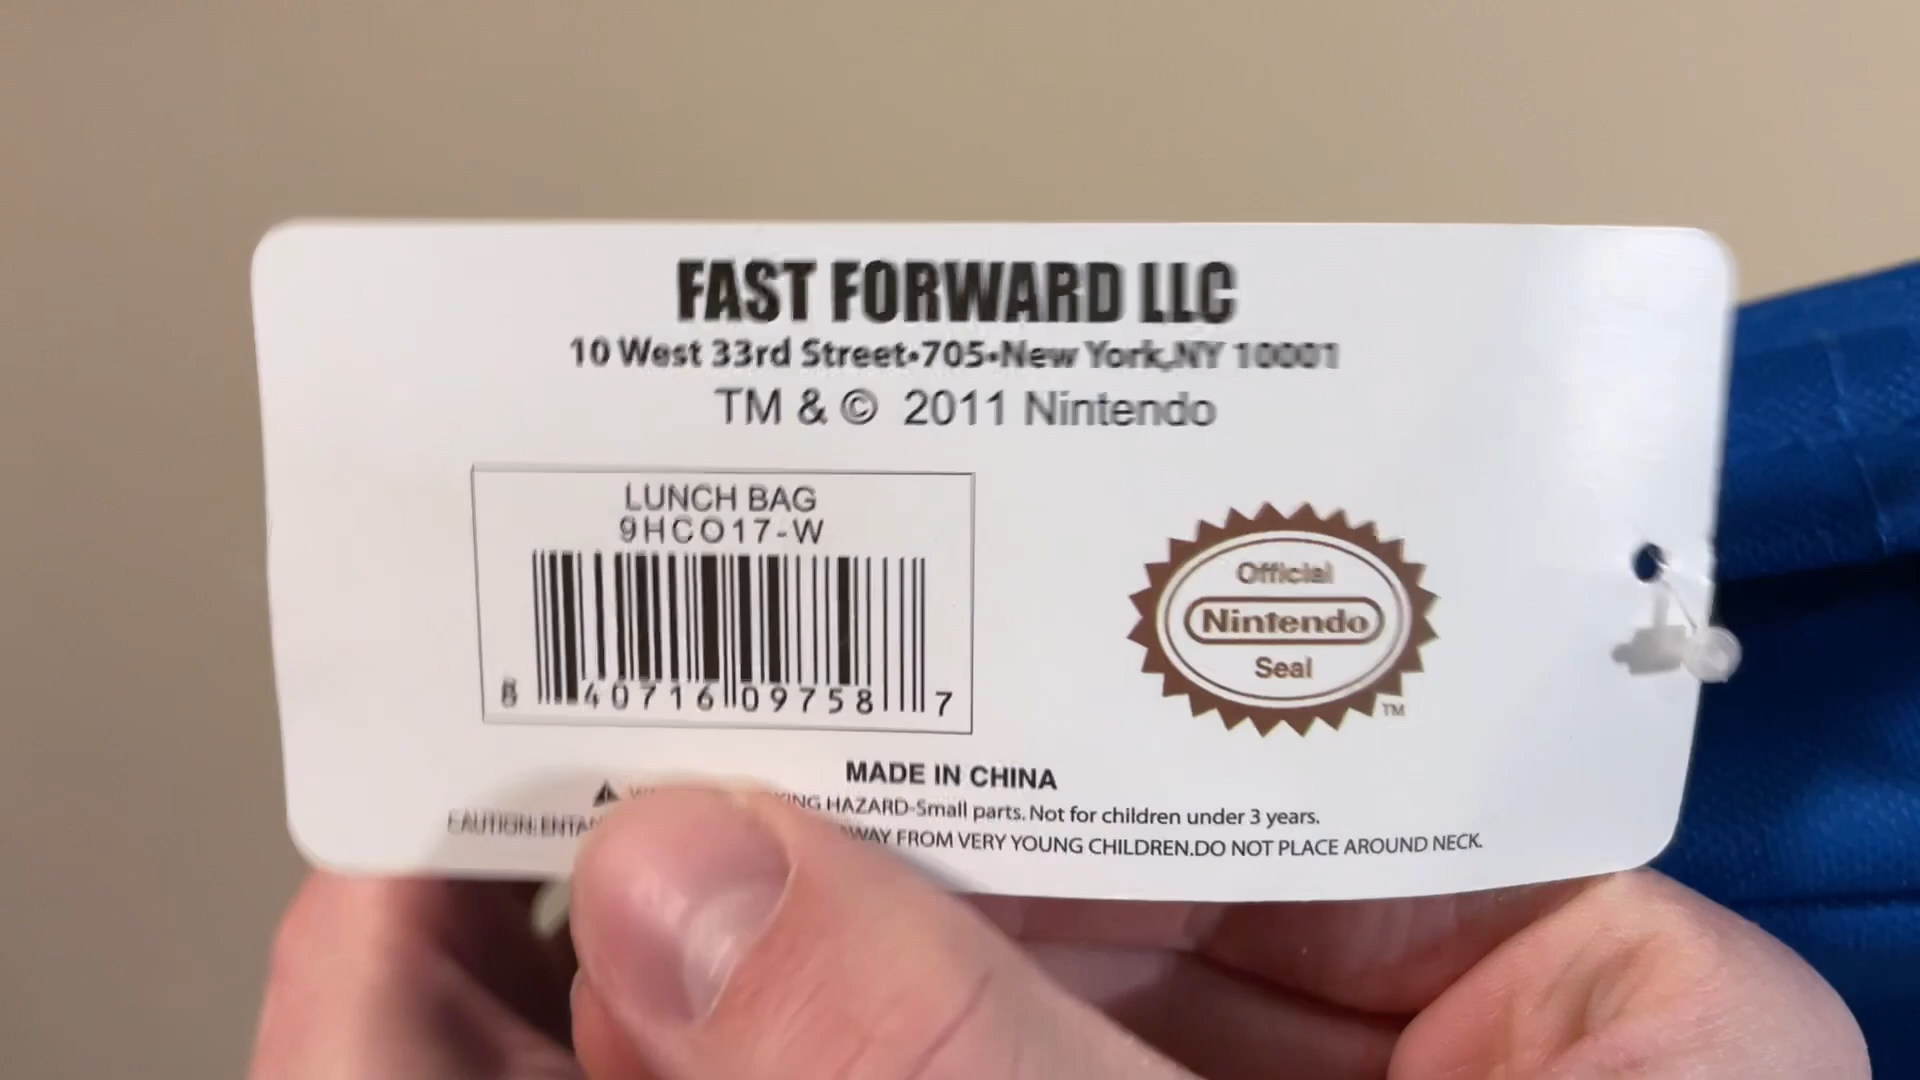 FAST FORWARD LLC
10 West 33rd Street•705•New York,NY 10001
TM & © 2011 Nintendo
LUNCH BAG
9HCO17-W
8 40716 09758 7
Official
Nintendo
Seal
TM
MADE IN CHINA
HAZARD-Small parts. Not for children under 3 years.
CAUTION: FROM VERY YOUNG CHILDREN.DO NOT PLACE AROUND NECK.